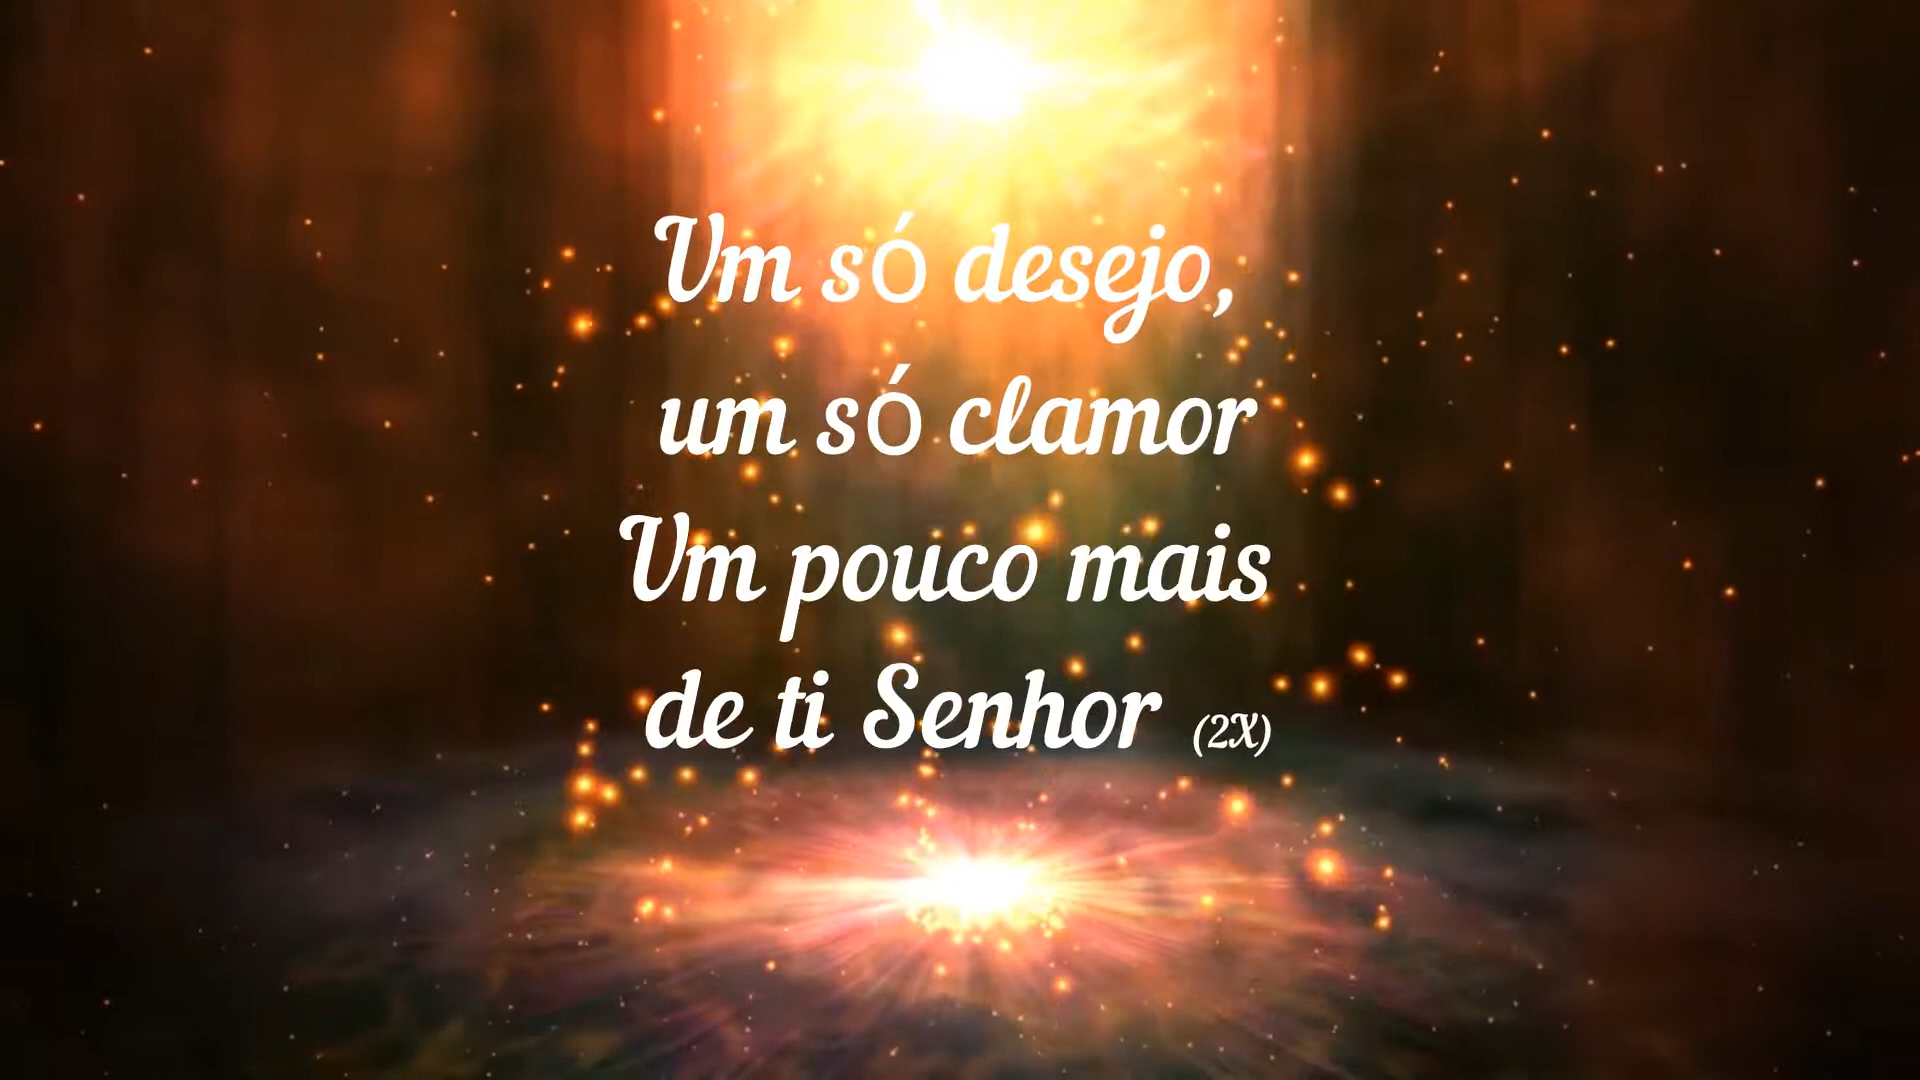 Um só desejo,
um só clamor
Um pouco mais
de ti Senhor (2X)